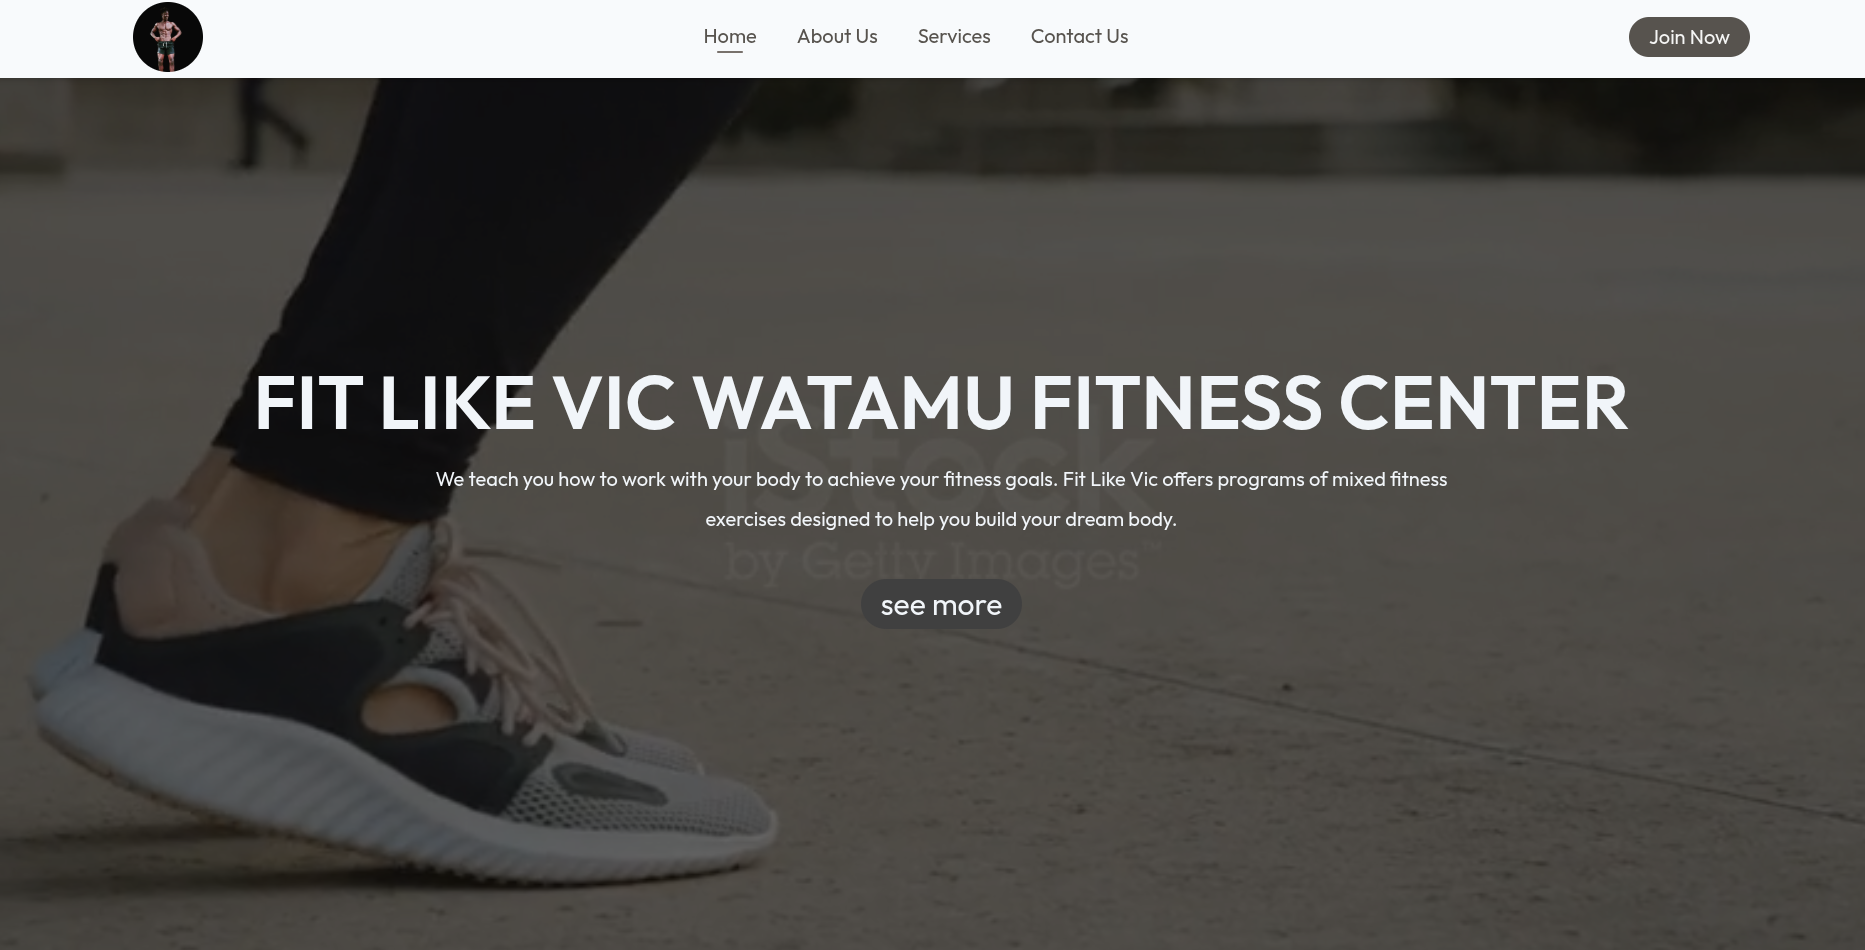 Home About Us Services Contact Us Join Now
FIT LIKE VIC WATAMU FITNESS CENTER
iStock
We teach you how to work with your body to achieve your fitness goals. Fit Like Vic offers programs of mixed fitness
exercises designed to help you build your dream body.
by Getty Images™
see more